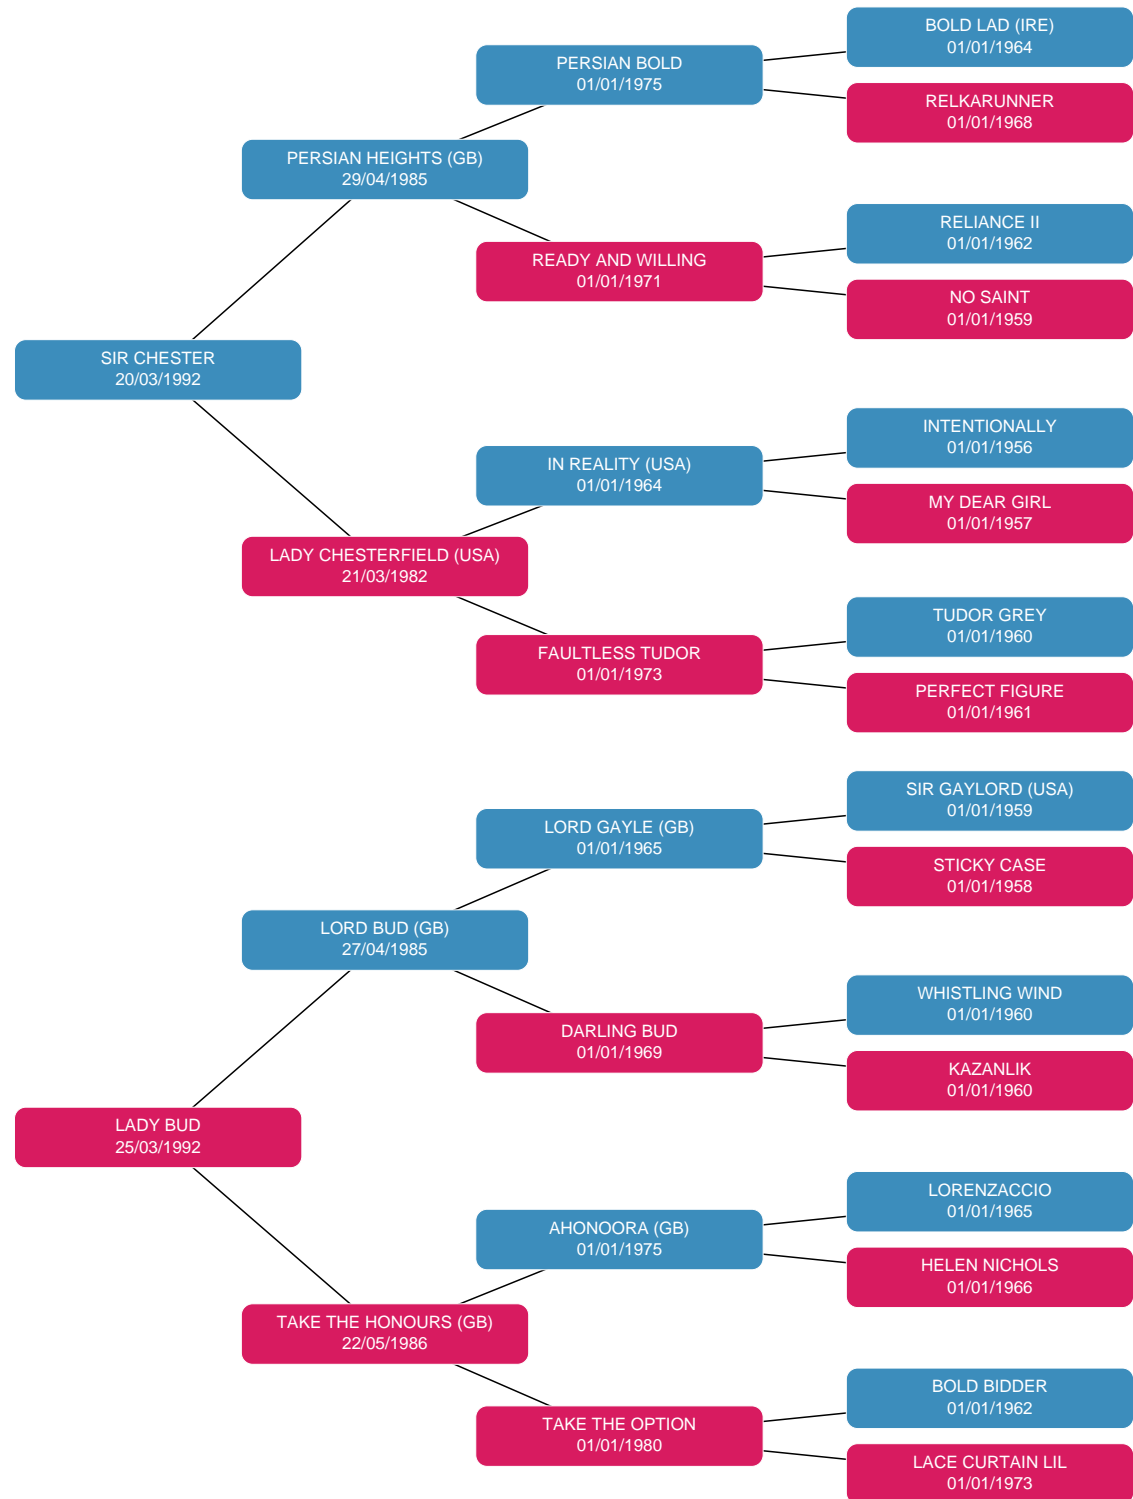 BOLD LAD (IRE)
01/01/1964
PERSIAN BOLD
01/01/1975
RELKARUNNER
01/01/1968
PERSIAN HEIGHTS (GB)
29/04/1985
RELIANCE II
01/01/1962
READY AND WILLING
01/01/1971
NO SAINT
01/01/1959
SIR CHESTER
20/03/1992
INTENTIONALLY
01/01/1956
IN REALITY (USA)
01/01/1964
MY DEAR GIRL
01/01/1957
LADY CHESTERFIELD (USA)
21/03/1982
TUDOR GREY
01/01/1960
FAULTLESS TUDOR
01/01/1973
PERFECT FIGURE
01/01/1961
SIR GAYLORD (USA)
01/01/1959
LORD GAYLE (GB)
01/01/1965
STICKY CASE
01/01/1958
LORD BUD (GB)
27/04/1985
WHISTLING WIND
01/01/1960
DARLING BUD
01/01/1969
KAZANLIK
01/01/1960
LADY BUD
25/03/1992
LORENZACCIO
01/01/1965
AHONOORA (GB)
01/01/1975
HELEN NICHOLS
01/01/1966
TAKE THE HONOURS (GB)
22/05/1986
BOLD BIDDER
01/01/1962
TAKE THE OPTION
01/01/1980
LACE CURTAIN LIL
01/01/1973